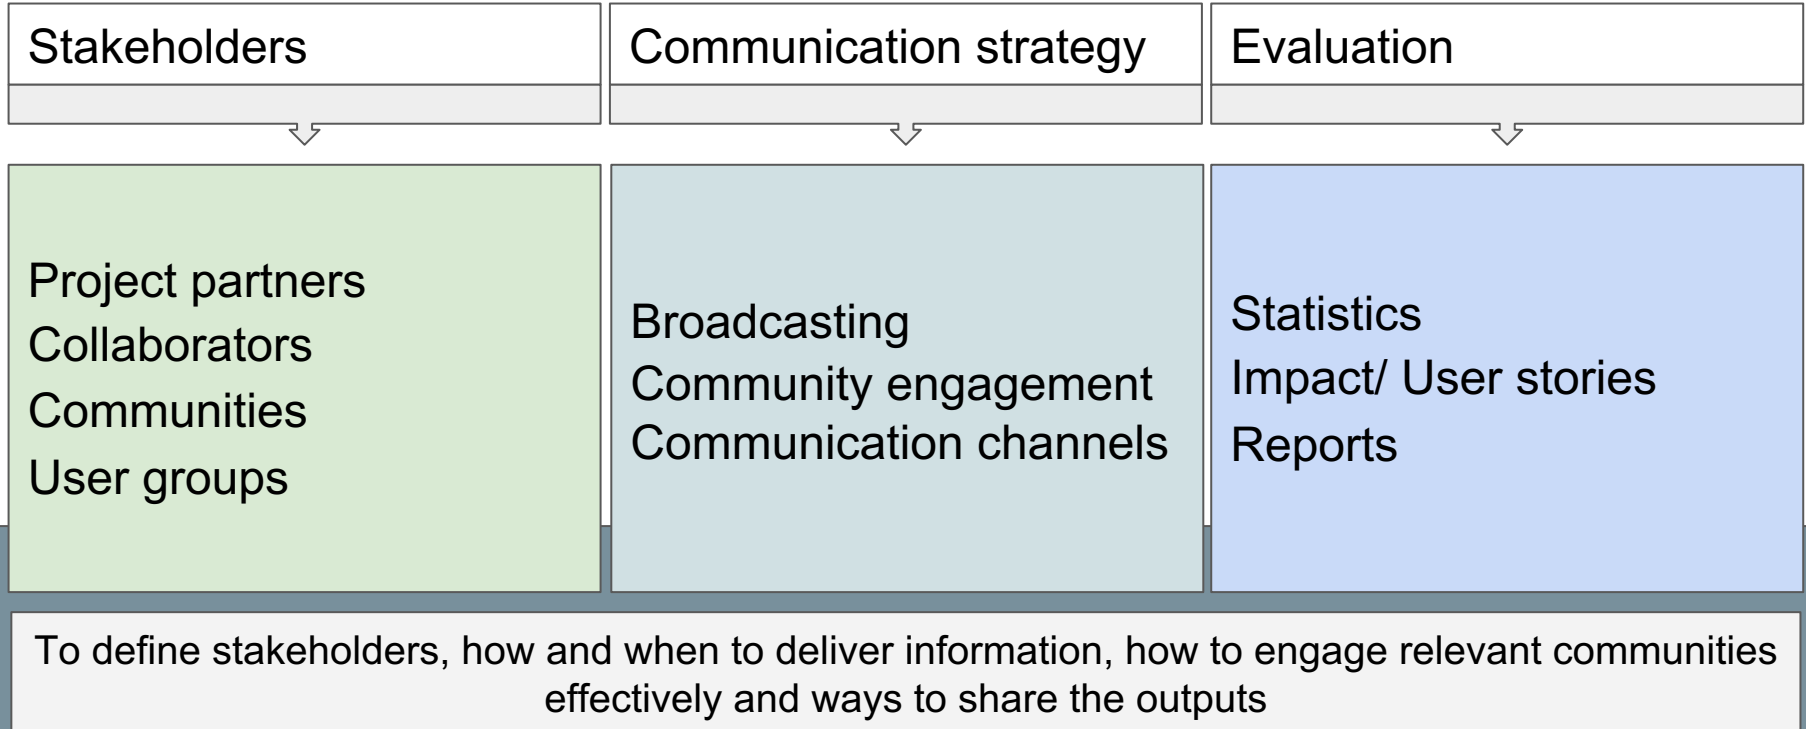 Stakeholders
Project partners
Collaborators
Communities
User groups
Communication strategy
Broadcasting
Community engagement
Communication channels
Evaluation
Statistics
Impact/ User stories
Reports
To define stakeholders, how and when to deliver information, how to engage relevant communities
effectively and ways to share the outputs